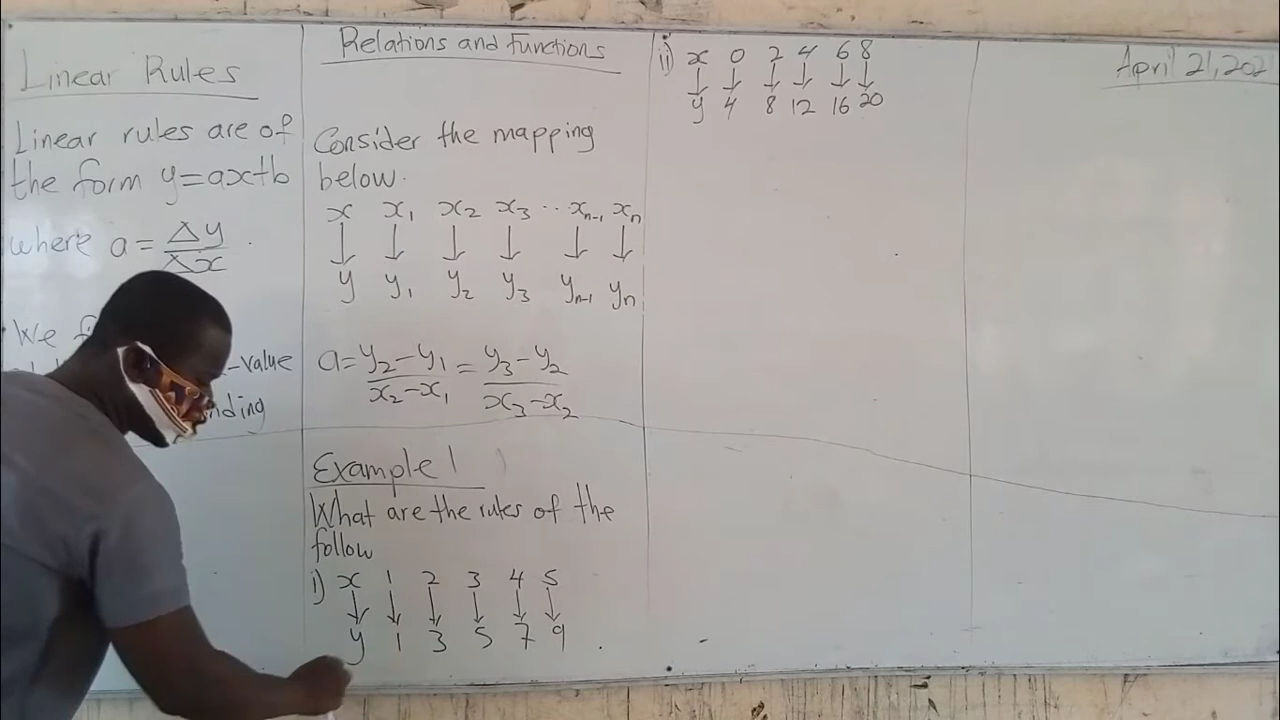 Linear Rules
Linear rules are of
the form y=ax+b
where a = Δy/Δx .
We
-value
nding
Relations and Functions
Consider the mapping
below.
x x₁ x₂ x₃ ... xₙ₋₁ xₙ
↓ ↓ ↓ ↓ ↓ ↓
y y₁ y₂ y₃ yₙ₋₁ yₙ
a = y₂-y₁/x₂-x₁ = y₃-y₂/x₃-x₂
Example 1
What are the rules of the
follow
i) x 1 2 3 4 5
↓ ↓ ↓ ↓ ↓ ↓
y 1 3 5 7 9 .
ii) x 0 2 4 6 8
↓ ↓ ↓ ↓ ↓ ↓
y 4 8 12 16 20
April 21, 202